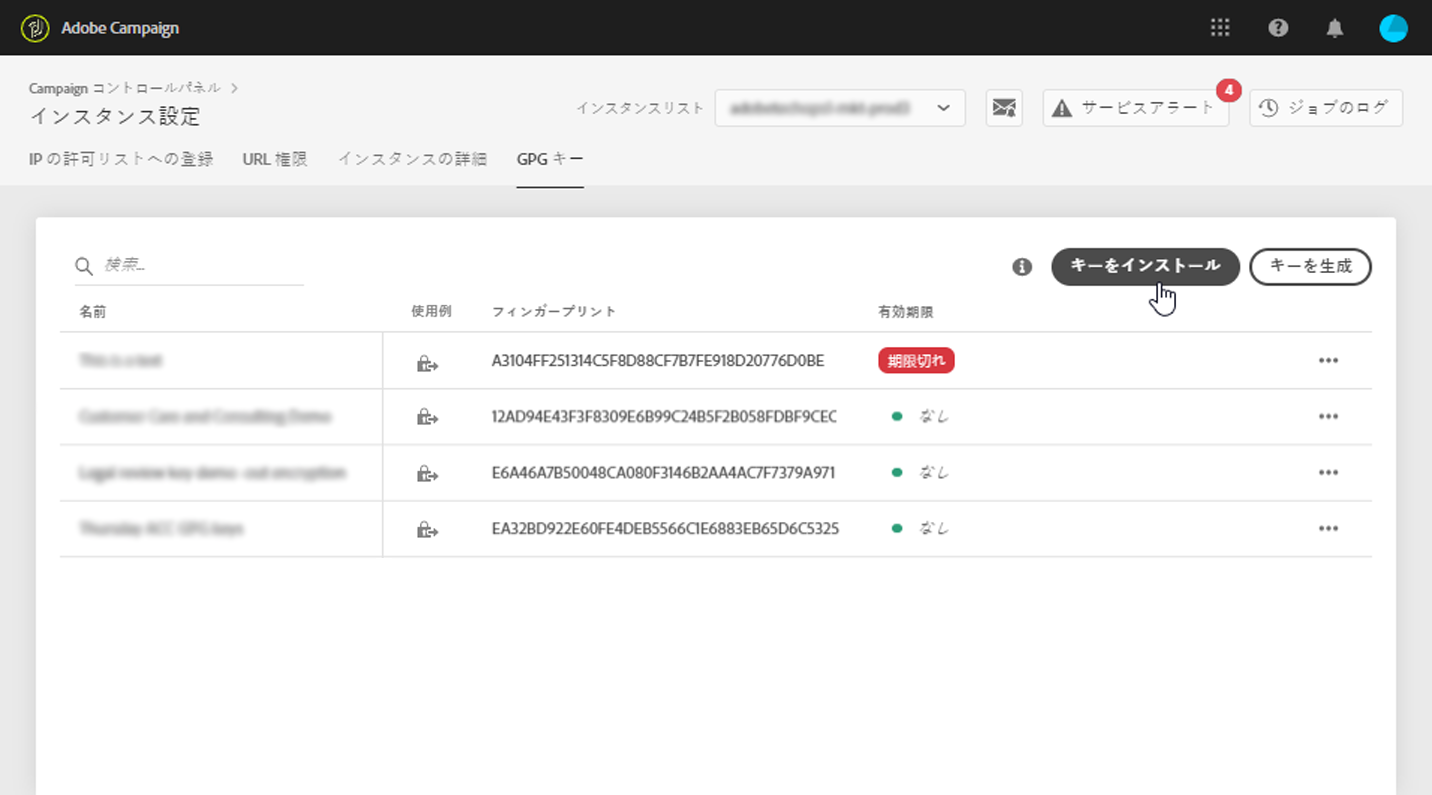 Adobe Campaign
Campaign コントロールパネル
インスタンス設定
インスタンスリスト
4
サービスアラート
ジョブのログ
IP の許可リストへの登録 URL 権限 インスタンスの詳細 GPG キー
検索...
キーをインストール
キーを生成
名前 使用例 フィンガープリント 有効期限
A3104FF251314C5F8D88CF7B7FE918D20776D0BE 期限切れ
12AD94E43F3F8309E6B99C24B5F2B058FDBF9CEC なし
E6A46A7B50048CA080F3146B2AA4AC7F7379A971 なし
EA32BD922E60FE4DEB5566C1E6883EB65D6C5325 なし